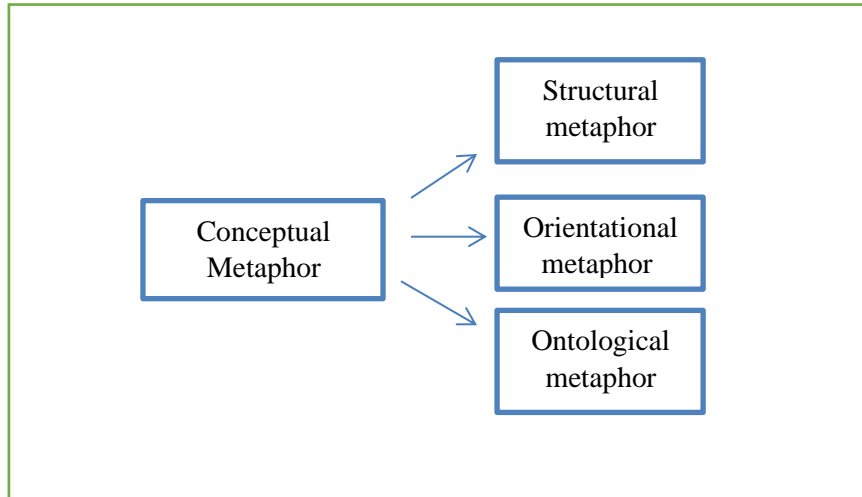 Structural
metaphor
Conceptual
Metaphor
Orientational
metaphor
Ontological
metaphor